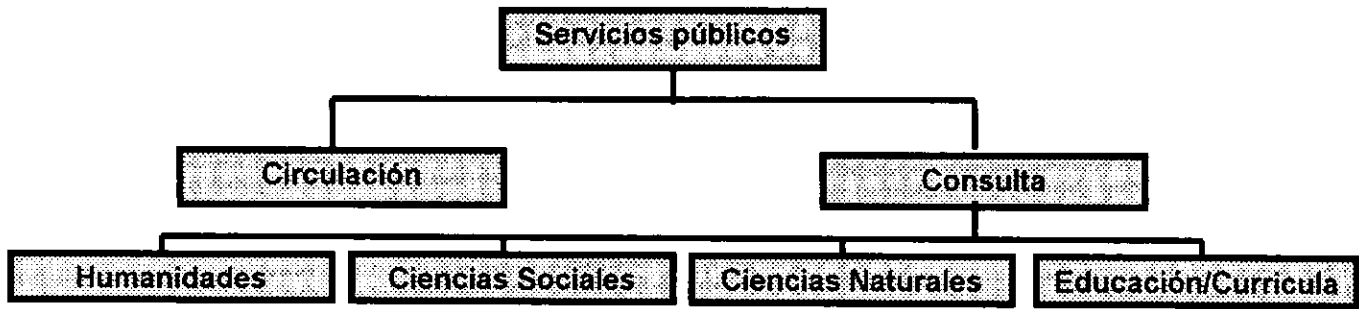 Servicios públicos
Circulación
Consulta
Humanidades
Ciencias Sociales
Ciencias Naturales
Educación/Curricula